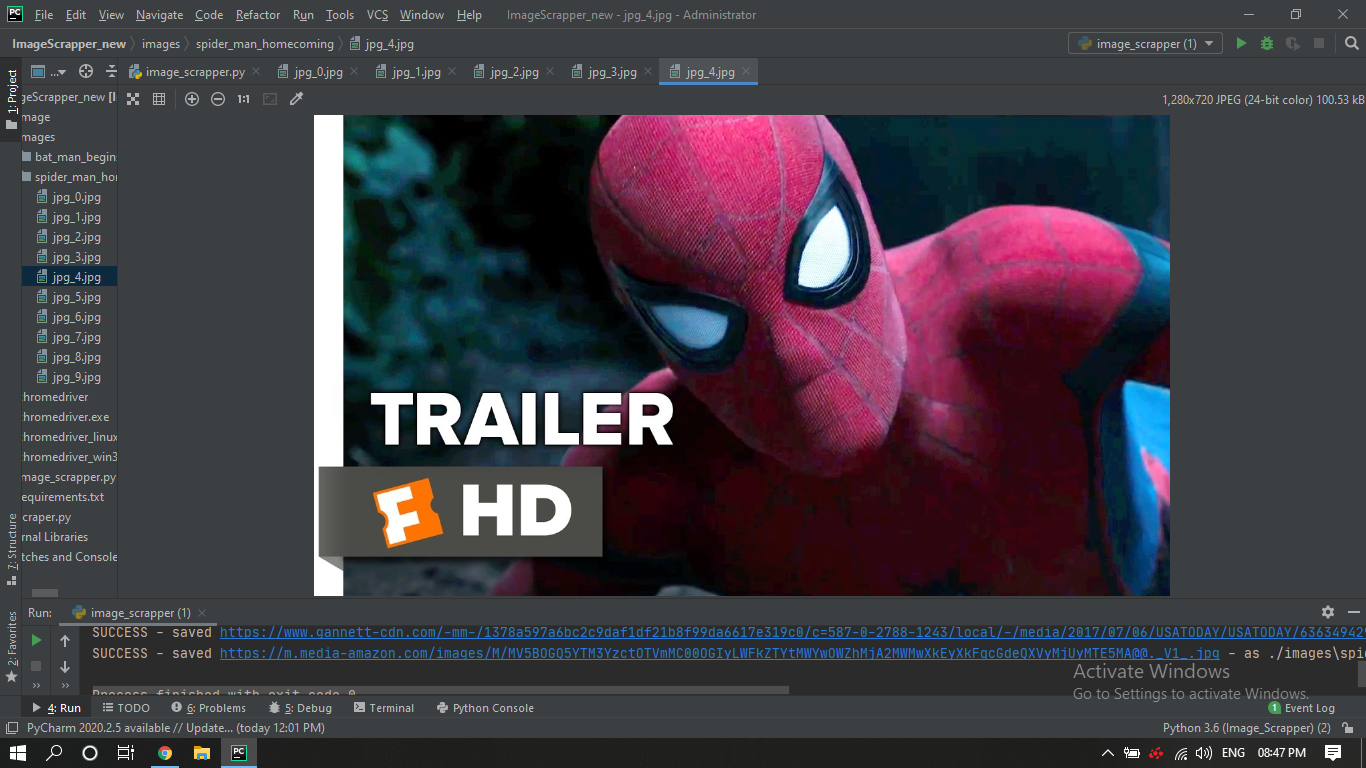 File Edit View Navigate Code Refactor Run Tools VCS Window Help ImageScrapper_new - jpg_4.jpg - Administrator
ImageScrapper_new images spider_man_homecoming jpg_4.jpg image_scrapper (1)
... image_scrapper.py jpg_0.jpg jpg_1.jpg jpg_2.jpg jpg_3.jpg jpg_4.jpg
1: Project
1:1
1,280x720 JPEG (24-bit color) 100.53 kB
geScrapper_new [I
mage
mages
bat_man_begin
spider_man_ho
jpg_0.jpg
jpg_1.jpg
jpg_2.jpg
jpg_3.jpg
jpg_4.jpg
jpg_5.jpg
jpg_6.jpg
jpg_7.jpg
jpg_8.jpg
jpg_9.jpg
hromedriver
hromedriver.exe
hromedriver_linux
hromedriver_win3
mage_scrapper.py
equirements.txt
craper.py
rnal Libraries
tches and Console
7: Structure
2: Favorites
TRAILER
F HD
Run: image_scrapper (1)
SUCCESS - saved https://www.gannett-cdn.com/-mm-/1378a597a6bc2c9daf1df21b8f99da6617e319c0/c=587-0-2788-1243/local/-/media/2017/07/06/USATODAY/USATODAY/636349429
SUCCESS - saved https://m.media-amazon.com/images/M/MV5BOGQ5YTM3YzctOTVmMC00OGIyLWFkZTYtMWYwOWZhMjA2MWMwXkEyXkFqcGdeQXVyMjUyMTE5MA@@._V1_.jpg - as ./images\spi
Process finished with exit code 0
Activate Windows
Go to Settings to activate Windows.
4: Run TODO 6: Problems 5: Debug Terminal Python Console 1 Event Log
PyCharm 2020.2.5 available // Update... (today 12:01 PM) Python 3.6 (Image_Scrapper) (2)
PC ENG 08:47 PM